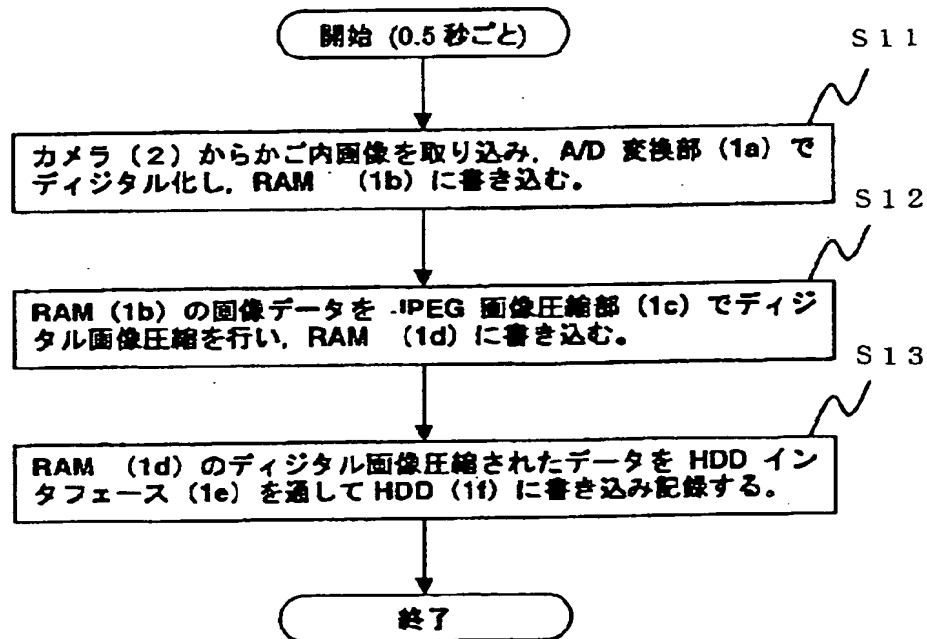 開始 (0.5 秒ごと)
S11
カメラ (2) からかご内画像を取り込み, A/D 変換部 (1a) で
ディジタル化し, RAM (1b) に書き込む。
S12
RAM (1b) の画像データを JPEG 画像圧縮部 (1c) でディジ
タル画像圧縮を行い, RAM (1d) に書き込む。
S13
RAM (1d) のディジタル画像圧縮されたデータを HDD イン
タフェース (1e) を通して HDD (1f) に書き込み記録する。
終了